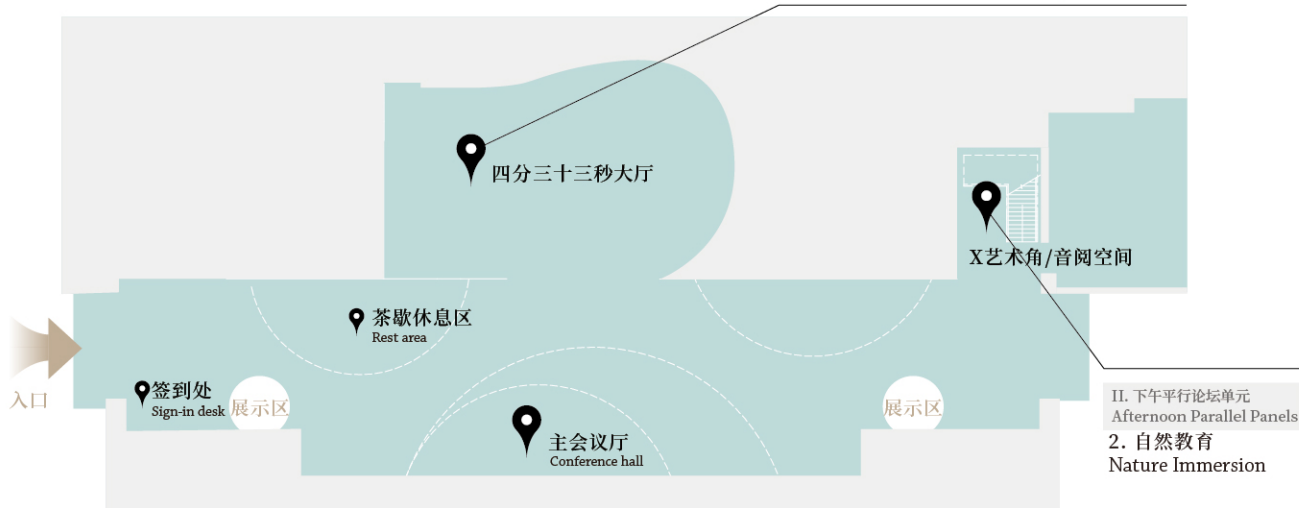 四分三十三秒大厅
X艺术角/音阅空间
茶歇休息区
Rest area
入口
签到处
Sign-in desk
展示区
主会议厅
Conference hall
展示区
II. 下午平行论坛单元
Afternoon Parallel Panels
2. 自然教育
Nature Immersion